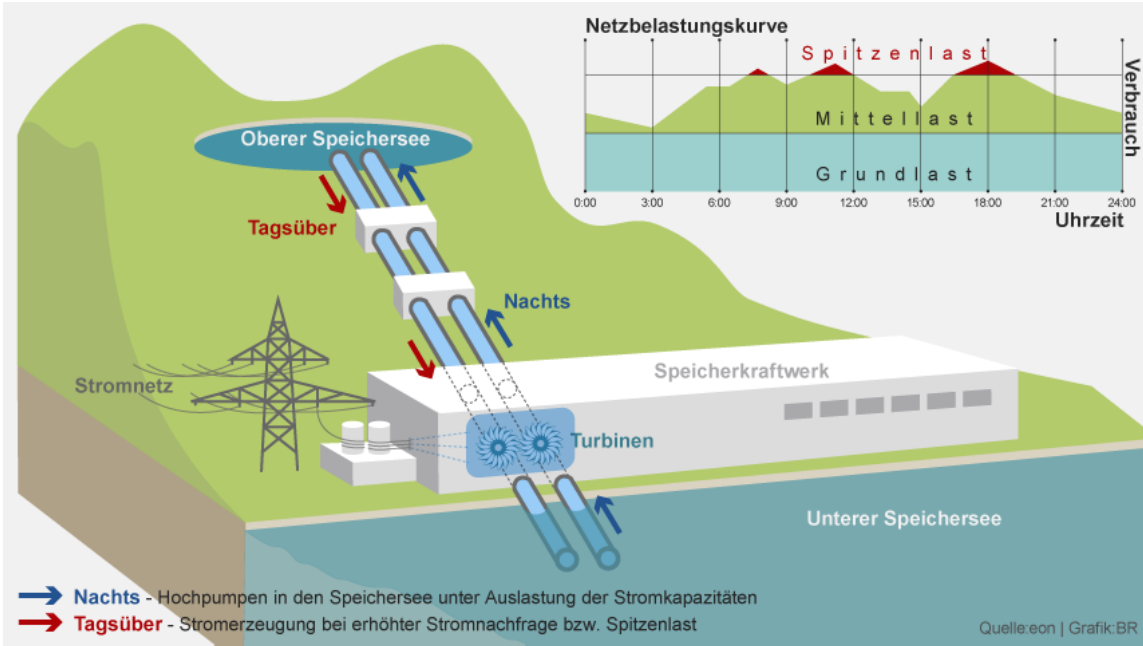 Netzbelastungskurve
Spitzenlast
Mittellast
Grundlast
Verbrauch
0:00 3:00 6:00 9:00 12:00 15:00 18:00 21:00 24:00
Uhrzeit
Oberer Speichersee
Tagsüber
Nachts
Stromnetz
Speicherkraftwerk
Turbinen
Unterer Speichersee
Nachts - Hochpumpen in den Speichersee unter Auslastung der Stromkapazitäten
Tagsüber - Stromerzeugung bei erhöhter Stromnachfrage bzw. Spitzenlast
Quelle:eon | Grafik:BR